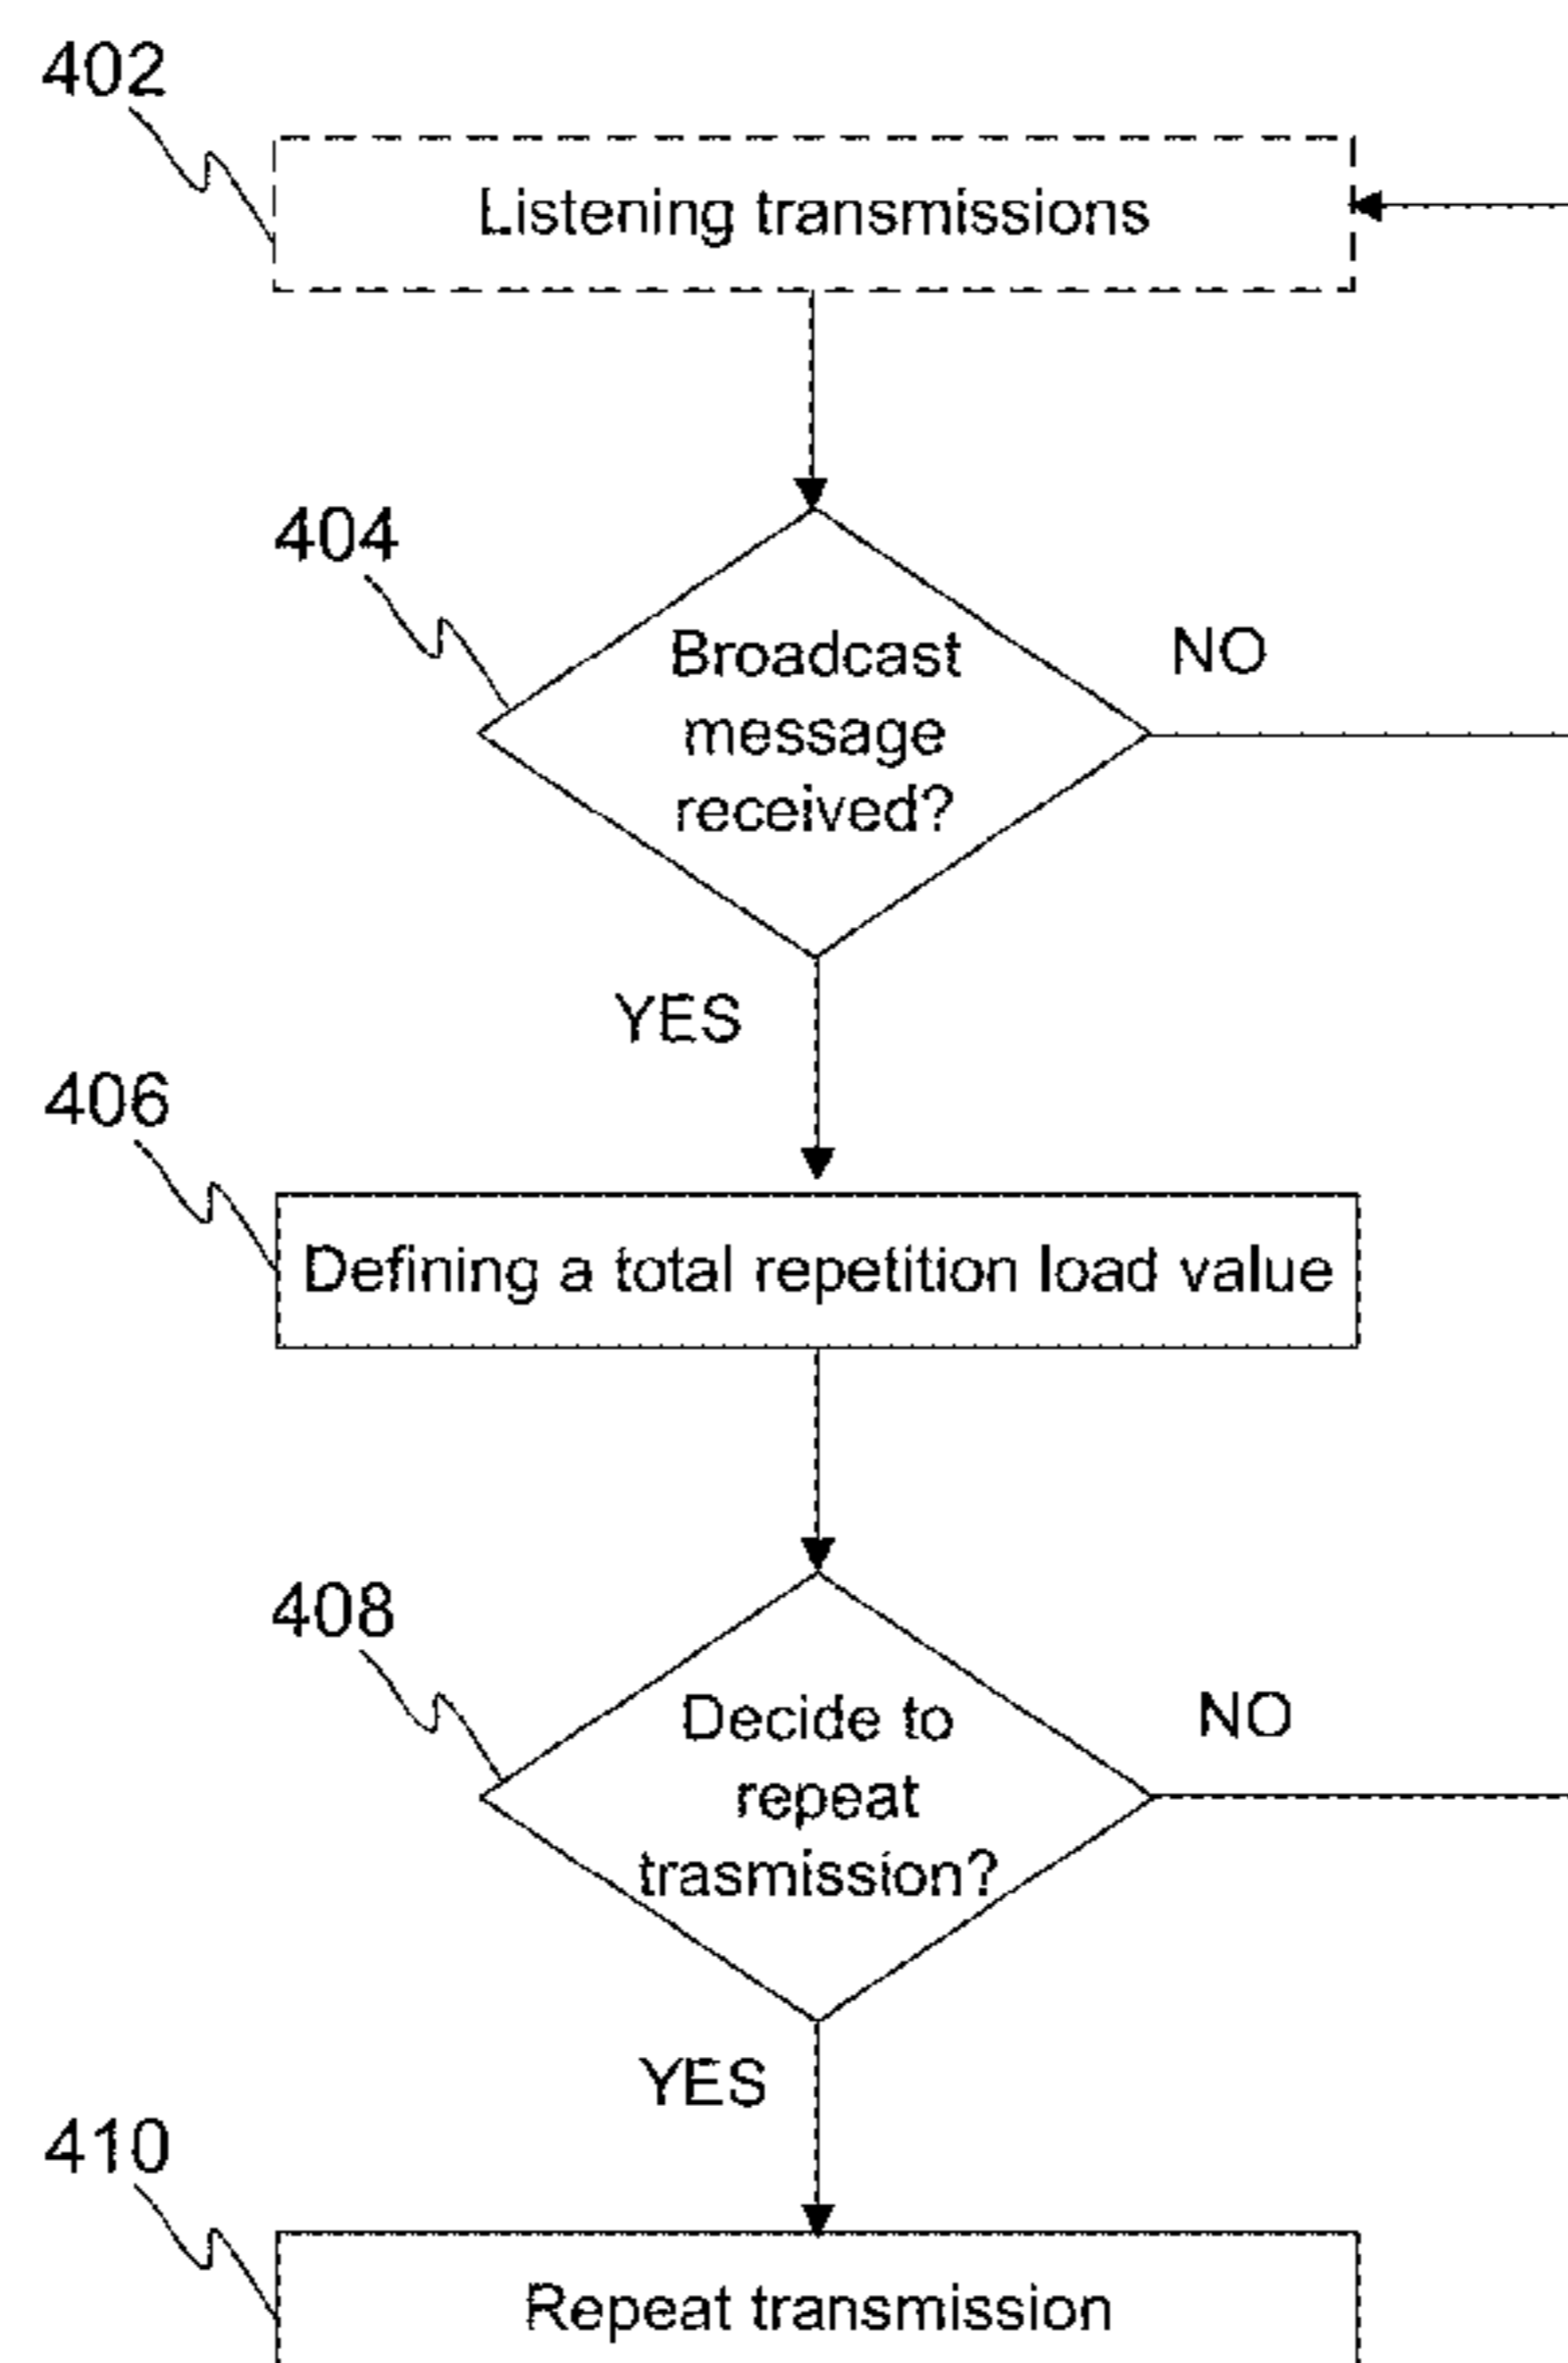 402
Listening transmissions
404
Broadcast
message
received?
NO
YES
406
Defining a total repetition load value
408
Decide to
repeat
trasmission?
NO
YES
410
Repeat transmission